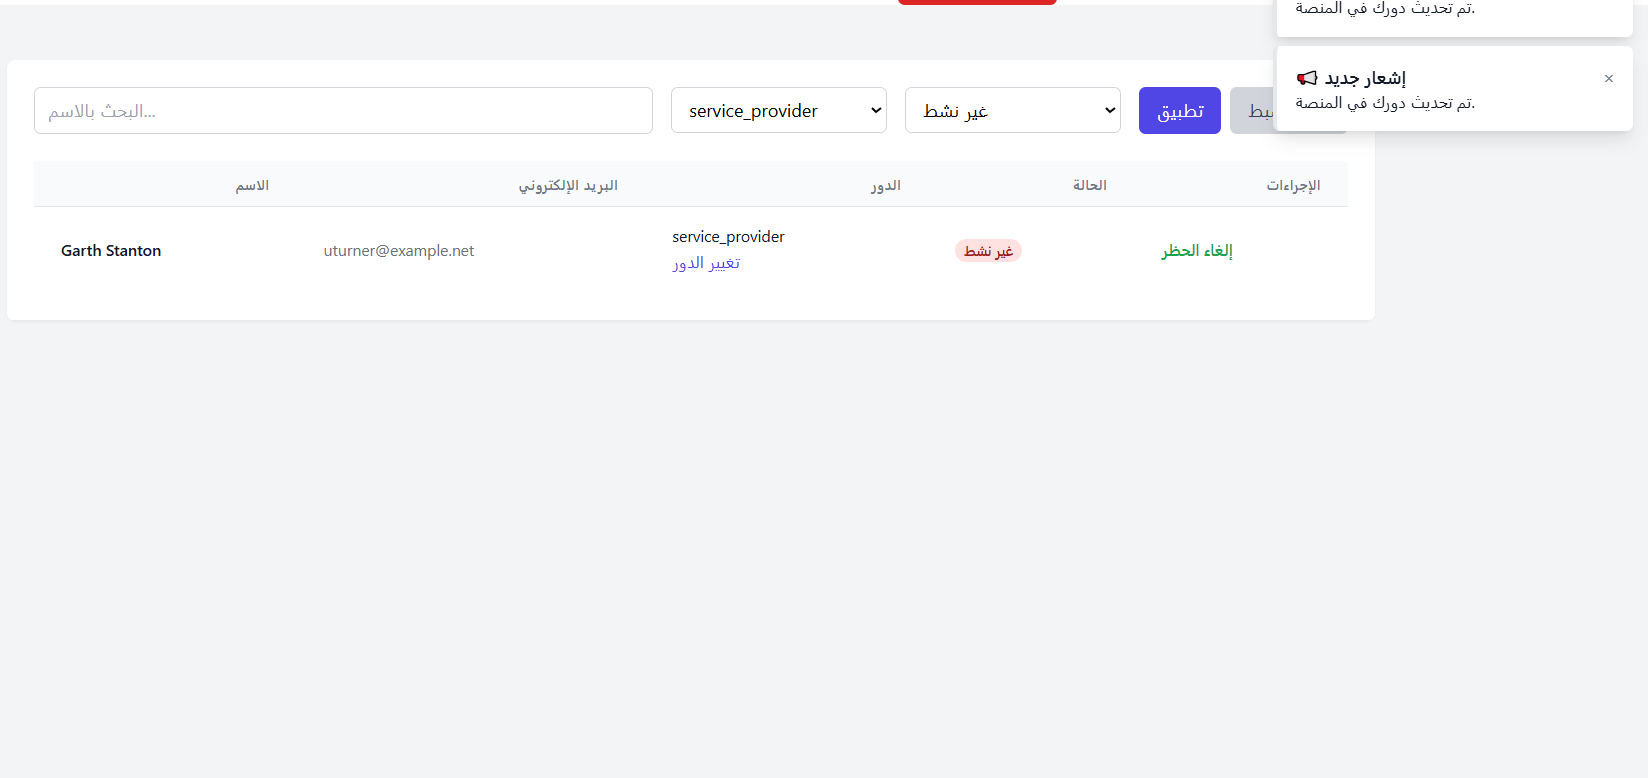 تم تحديث دورك في المنصة.
إشعار جديد
×
تم تحديث دورك في المنصة.
البحث بالاسم...
service_provider
غير نشط
تطبيق
الاسم
البريد الإلكتروني
الدور
الحالة
الإجراءات
Garth Stanton
uturner@example.net
service_provider
تغيير الدور
غير نشط
إلغاء الحظر